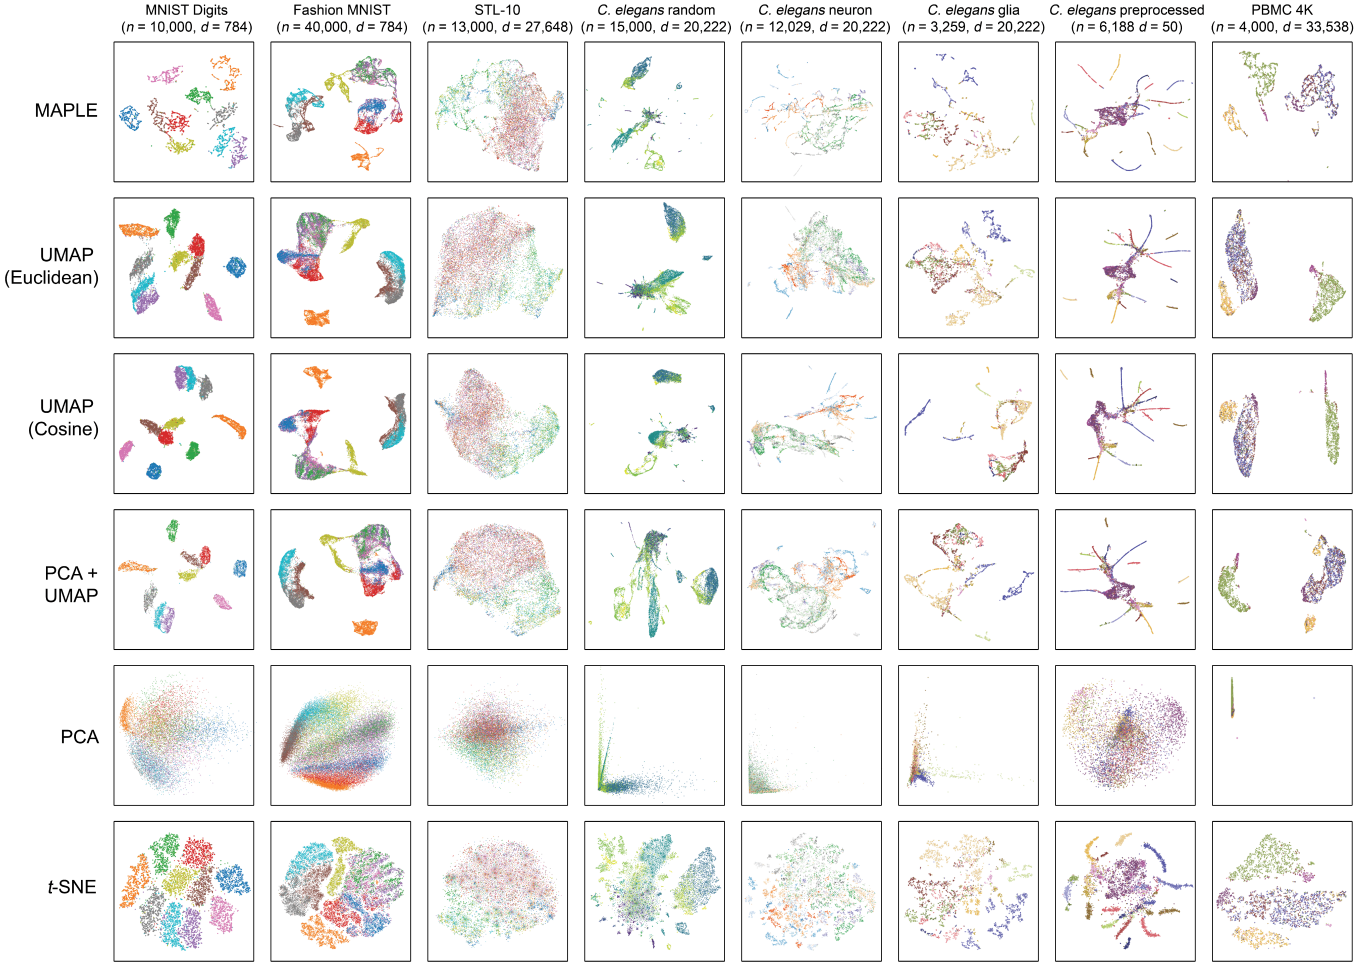 MNIST Digits
(n = 10,000, d = 784)
Fashion MNIST
(n = 40,000, d = 784)
STL-10
(n = 13,000, d = 27,648)
C. elegans random
(n = 15,000, d = 20,222)
C. elegans neuron
(n = 12,029, d = 20,222)
C. elegans glia
(n = 3,259, d = 20,222)
C. elegans preprocessed
(n = 6,188 d = 50)
PBMC 4K
(n = 4,000, d = 33,538)
MAPLE
UMAP
(Euclidean)
UMAP
(Cosine)
PCA +
UMAP
PCA
t-SNE